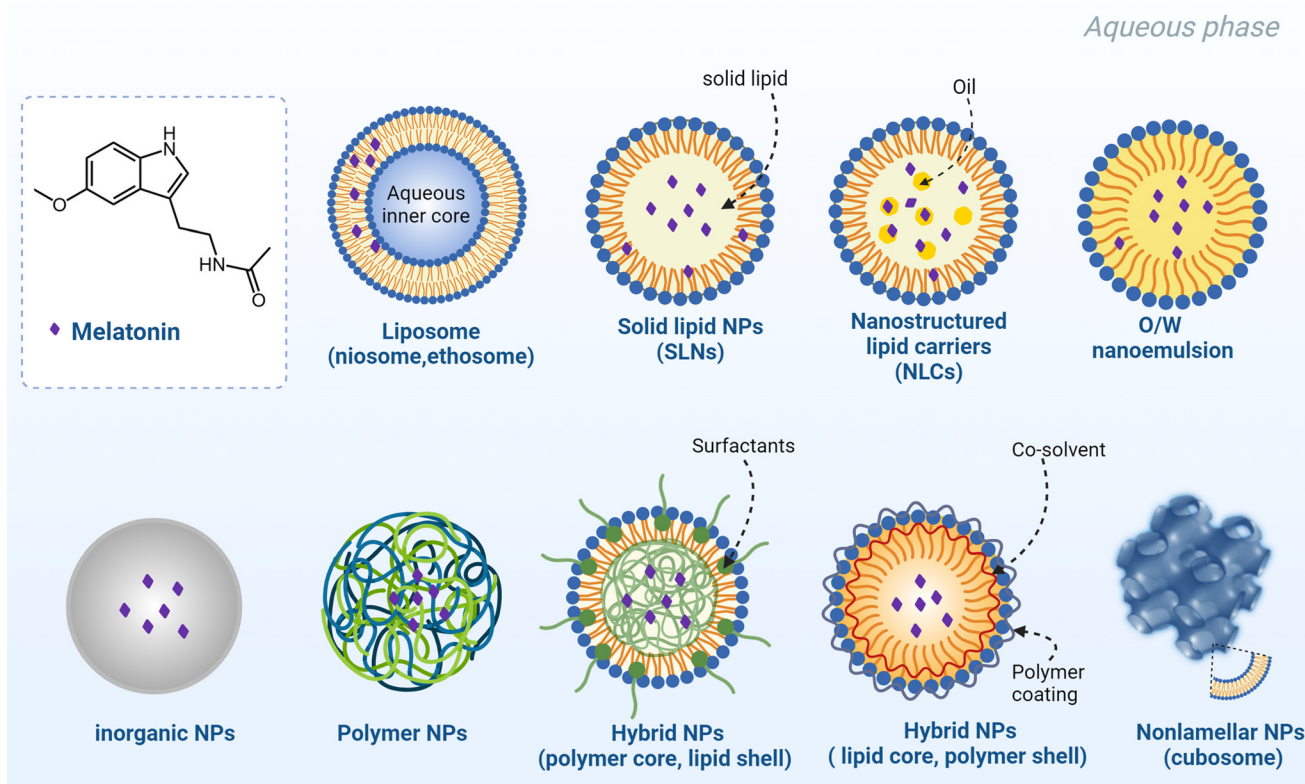 Aqueous phase
solid lipid
Oil
H
N
O
HN
O
Melatonin
Aqueous
inner core
Liposome
(niosome,ethosome)
Solid lipid NPs
(SLNs)
Nanostructured
lipid carriers
(NLCs)
O/W
nanoemulsion
Surfactants
Co-solvent
Polymer
coating
inorganic NPs
Polymer NPs
Hybrid NPs
(polymer core, lipid shell)
Hybrid NPs
( lipid core, polymer shell)
Nonlamellar NPs
(cubosome)